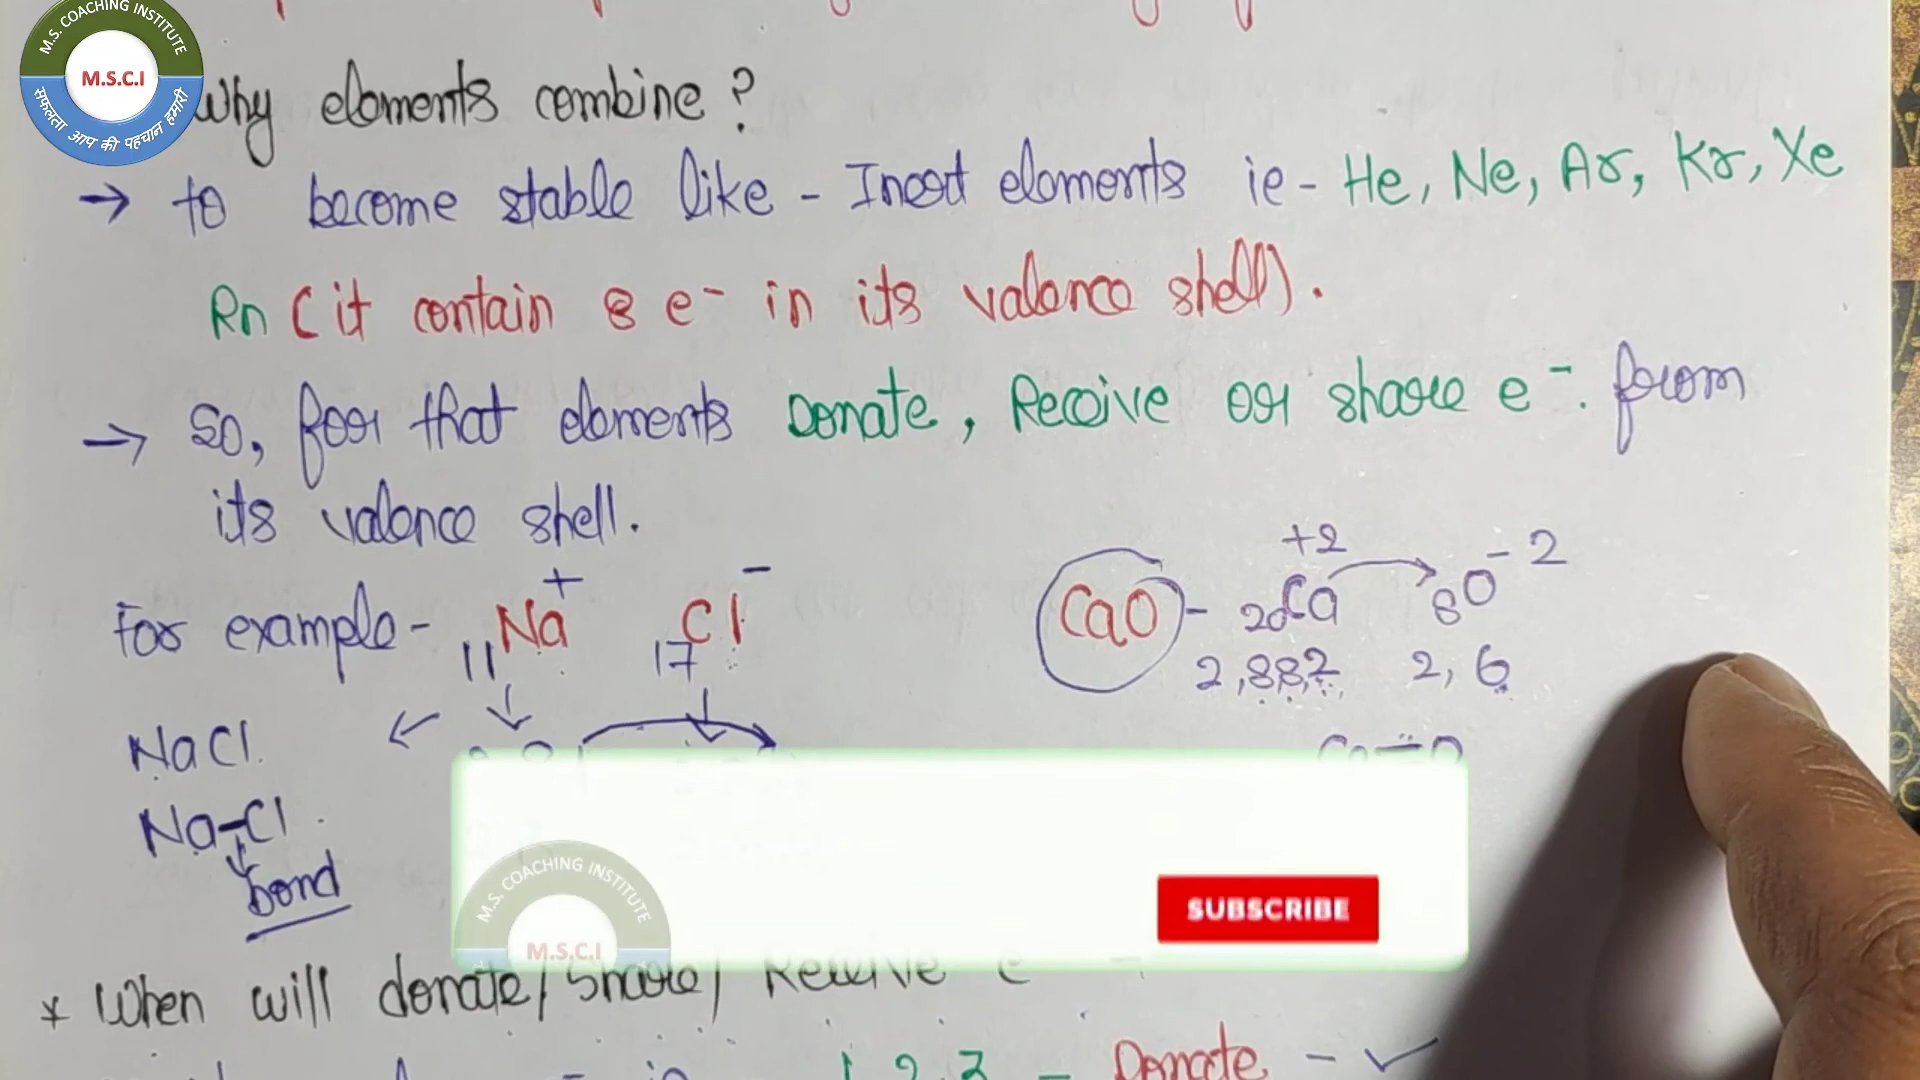 M.S. COACHING INSTITUTE
M.S.C.I
सफलता आप की पहचान हमारी
Why elements combine ?
→ to become stable like - Inert elements ie - He, Ne, Ar, Kr, Xe
Rn (it contain 8 e⁻ in its valence shell).
→ So, for that elements Donate, Receive or share e⁻. from
its valence shell.
For example - ₁₁Na⁺ ₁₇Cl⁻
CaO - ₂₀Ca⁺² ₈O⁻²
2,8,8,2 2,6
NaCl.
Na-Cl.
bond
M.S. COACHING INSTITUTE
M.S.C.I
SUBSCRIBE
* When will donate/Share/ Receive e⁻
1, 2, 3 - Donate - ✓